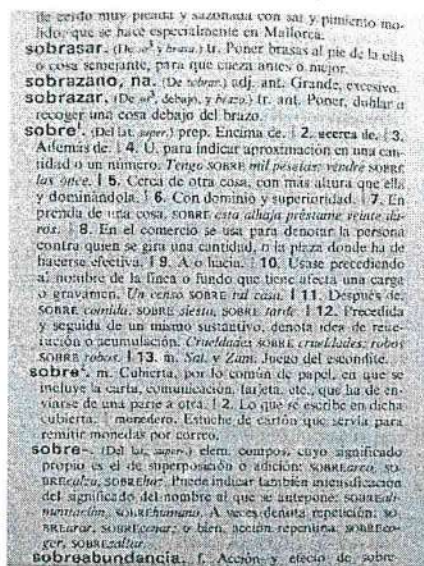 de cerdo muy picada y sazonada con sal y pimiento mo-
lido, que se hace especialmente en Mallorca.
sobrasar. (De so³ y brasa.) tr. Poner brasas al pie de la olla
o cosa semejante, para que cueza antes o mejor.
sobrazano, na. (De sobrar.) adj. ant. Grande, excesivo.
sobrazar. (De so³, debajo, y brazo.) tr. ant. Poner, doblar o
recoger una cosa debajo del brazo.
sobre¹. (Del lat. super.) prep. Encima de. | 2. acerca de. | 3.
Además de. | 4. Ú. para indicar aproximación en una can-
tidad o un número. Tengo SOBRE mil pesetas; vendré SOBRE
las once. | 5. Cerca de otra cosa, con más altura que ella
y dominándola. | 6. Con dominio y superioridad. | 7. En
prenda de una cosa. SOBRE esta alhaja préstame veinte du-
ros. | 8. En el comercio se usa para denotar la persona
contra quien se gira una cantidad, o la plaza donde ha de
hacerse efectiva. | 9. A o hacia. | 10. Úsase precediendo
al nombre de la finca o fundo que tiene afecta una carga
o gravamen. Un censo SOBRE tal casa. | 11. Después de.
SOBRE comida, SOBRE siesta, SOBRE tarde. | 12. Precedida
y seguida de un mismo sustantivo, denota idea de reite-
ración o acumulación. Crueldades SOBRE crueldades; robos
SOBRE robos. | 13. m. Sal. y Zam. Juego del escondite.
sobre². m. Cubierta, por lo común de papel, en que se
incluye la carta, comunicación, tarjeta, etc., que ha de en-
viarse de una parte a otra. | 2. Lo que se escribe en dicha
cubierta. | monedero. Estuche de cartón que servía para
remitir monedas por correo.
sobre-. (Del lat. super-.) elem. compos. cuyo significado
propio es el de superposición o adición: SOBREarco, SO-
BREcalza, SOBREhaz. Puede indicar también intensificación
del significado del nombre al que se antepone: SOBREali-
mentación, SOBREhumano. A veces denota repetición: SO-
BREarar, SOBREcenar; o bien, acción repentina: SOBREco-
ger, SOBREsaltar.
sobreabundancia. f. Acción y efecto de sobre-